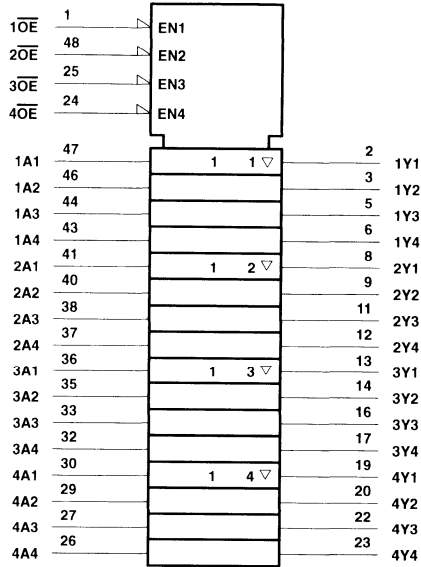 1O̅E̅ 1 EN1
2O̅E̅ 48 EN2
3O̅E̅ 25 EN3
4O̅E̅ 24 EN4
1A1 47 1 1 ▽ 2 1Y1
1A2 46 3 1Y2
1A3 44 5 1Y3
1A4 43 6 1Y4
2A1 41 1 2 ▽ 8 2Y1
2A2 40 9 2Y2
2A3 38 11 2Y3
2A4 37 12 2Y4
3A1 36 1 3 ▽ 13 3Y1
3A2 35 14 3Y2
3A3 33 16 3Y3
3A4 32 17 3Y4
4A1 30 1 4 ▽ 19 4Y1
4A2 29 20 4Y2
4A3 27 22 4Y3
4A4 26 23 4Y4